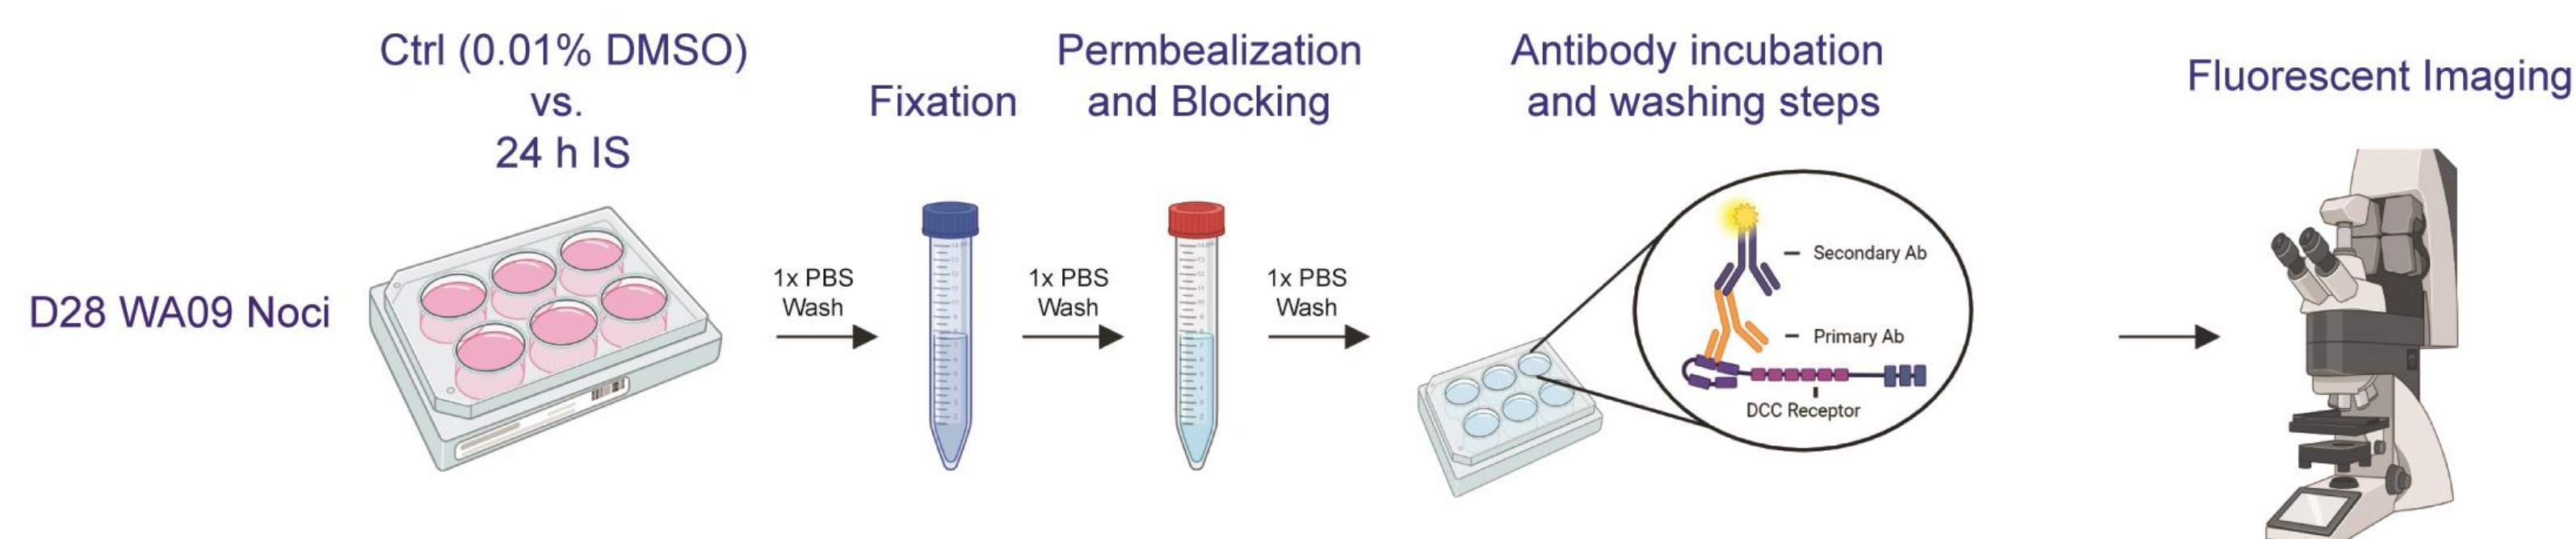 Ctrl (0.01% DMSO)
vs.
24 h IS
Fixation
Permbealization
and Blocking
Antibody incubation
and washing steps
Fluorescent Imaging
D28 WA09 Noci
1x PBS
Wash
1x PBS
Wash
1x PBS
Wash
Secondary Ab
Primary Ab
DCC Receptor